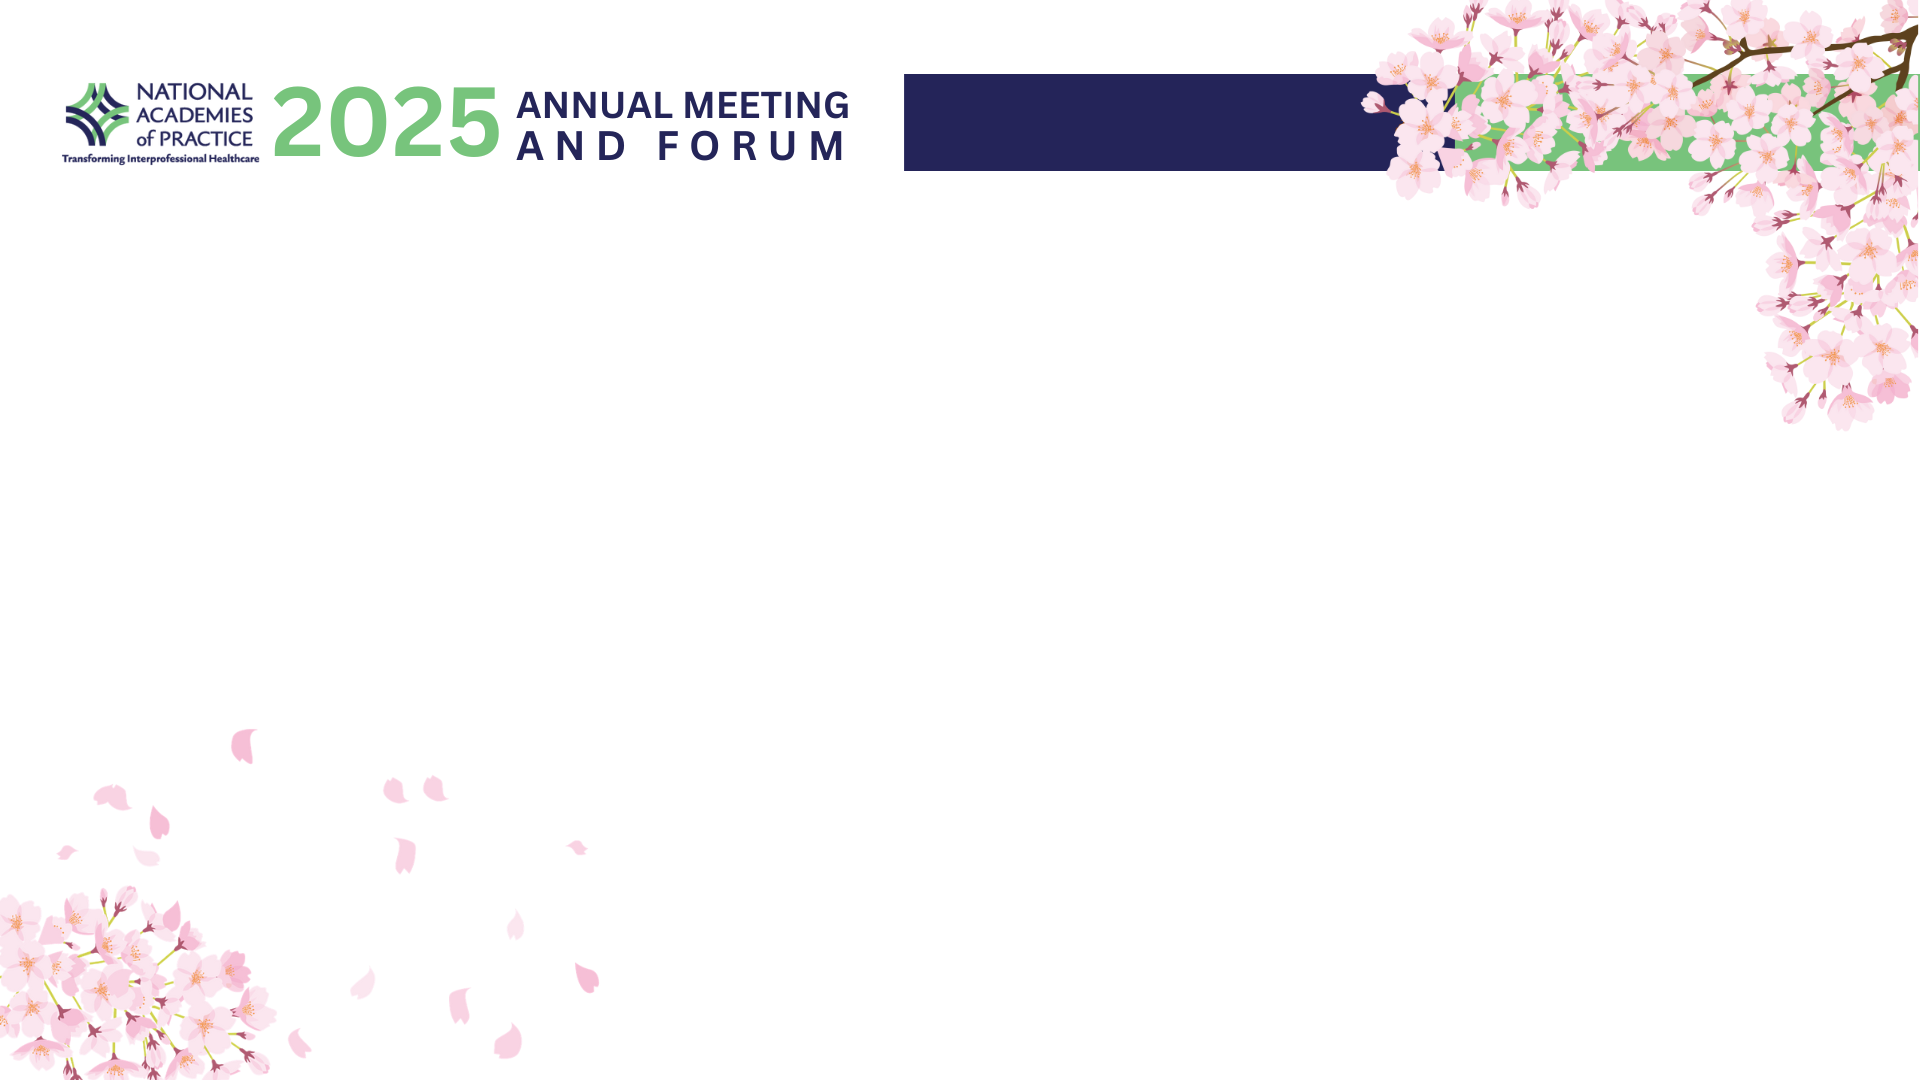 NATIONAL
ACADEMIES
of PRACTICE
Transforming Interprofessional Healthcare
2025
ANNUAL MEETING
AND FORUM